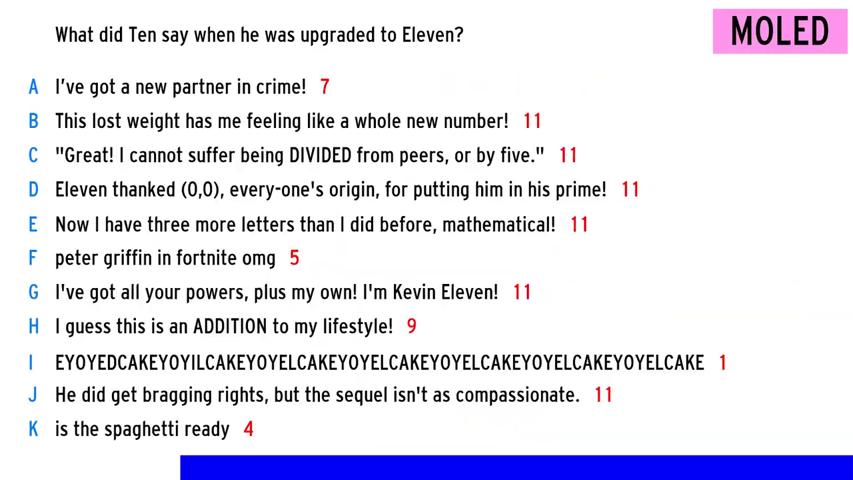 What did Ten say when he was upgraded to Eleven?
MOLED
A I've got a new partner in crime! 7
B This lost weight has me feeling like a whole new number! 11
C "Great! I cannot suffer being DIVIDED from peers, or by five." 11
D Eleven thanked (0,0), every-one's origin, for putting him in his prime! 11
E Now I have three more letters than I did before, mathematical! 11
F peter griffin in fortnite omg 5
G I've got all your powers, plus my own! I'm Kevin Eleven! 11
H I guess this is an ADDITION to my lifestyle! 9
I EYOYEDCAKEYOYILCAKEYOYELCAKEYOYELCAKEYOYELCAKEYOYELCAKEYOYELCAKE 1
J He did get bragging rights, but the sequel isn't as compassionate. 11
K is the spaghetti ready 4